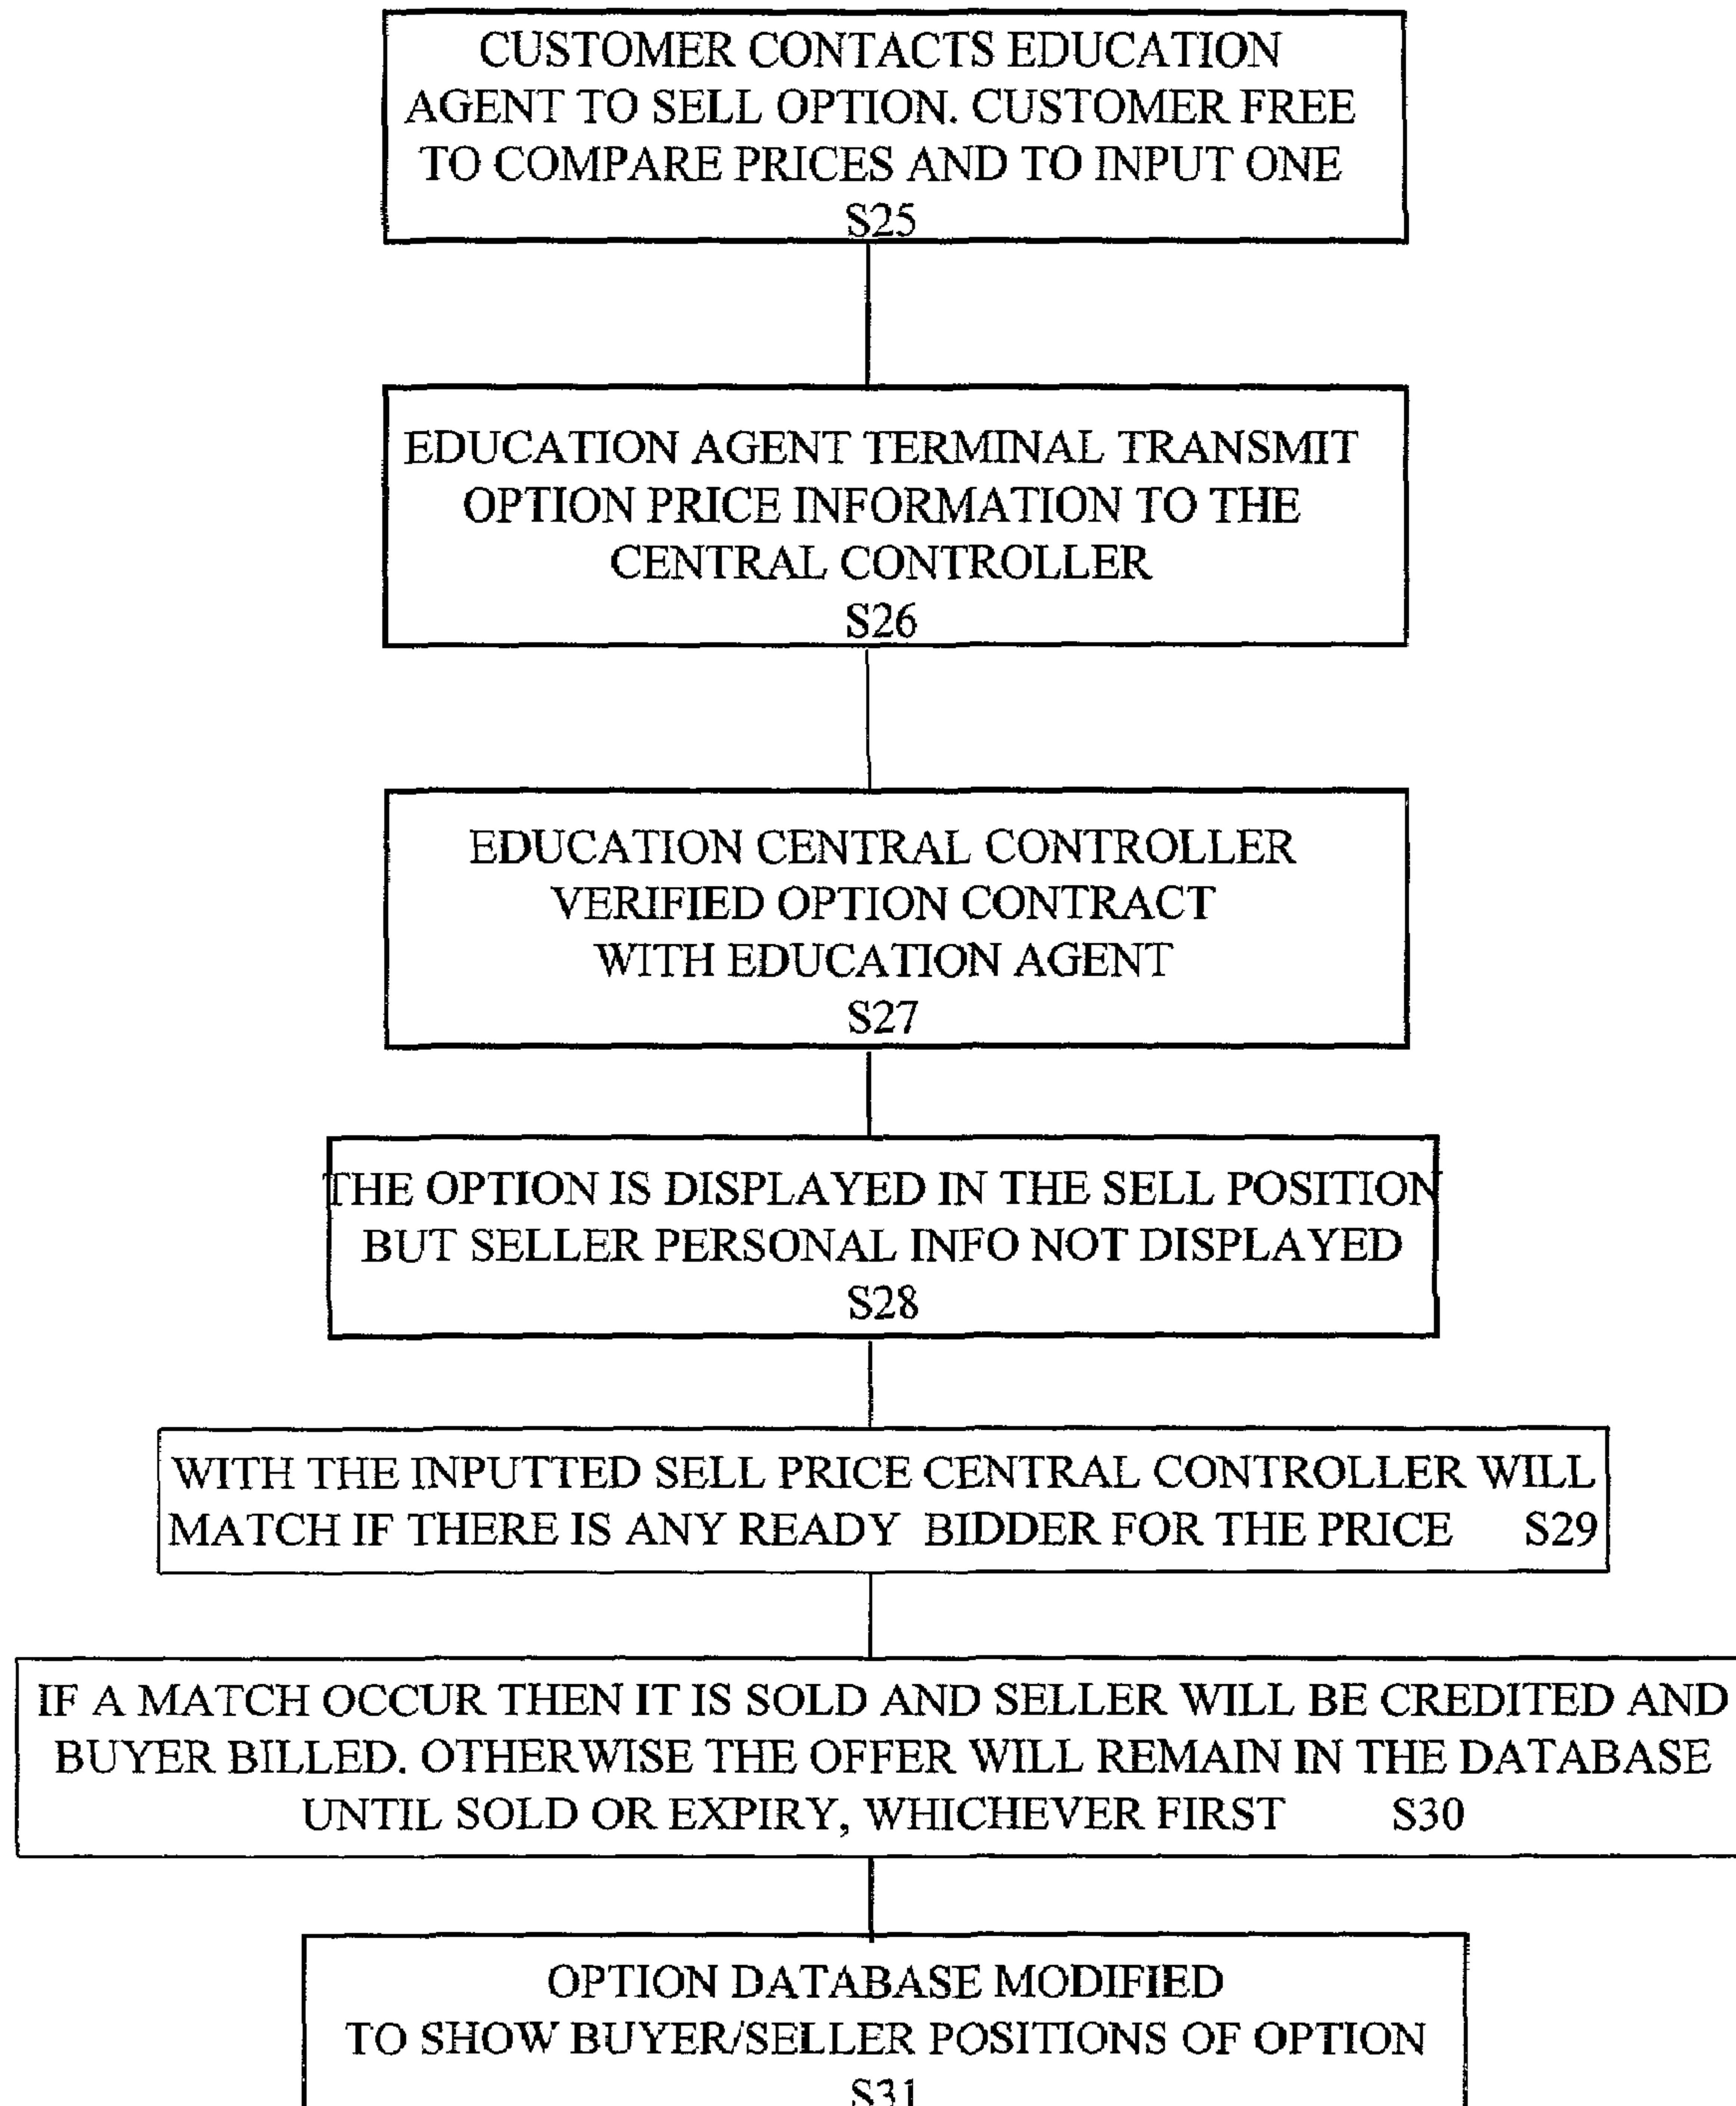 CUSTOMER CONTACTS EDUCATION
AGENT TO SELL OPTION. CUSTOMER FREE
TO COMPARE PRICES AND TO INPUT ONE
S25
EDUCATION AGENT TERMINAL TRANSMIT
OPTION PRICE INFORMATION TO THE
CENTRAL CONTROLLER
S26
EDUCATION CENTRAL CONTROLLER
VERIFIED OPTION CONTRACT
WITH EDUCATION AGENT
S27
THE OPTION IS DISPLAYED IN THE SELL POSITION
BUT SELLER PERSONAL INFO NOT DISPLAYED
S28
WITH THE INPUTTED SELL PRICE CENTRAL CONTROLLER WILL
MATCH IF THERE IS ANY READY BIDDER FOR THE PRICE S29
IF A MATCH OCCUR THEN IT IS SOLD AND SELLER WILL BE CREDITED AND
BUYER BILLED. OTHERWISE THE OFFER WILL REMAIN IN THE DATABASE
UNTIL SOLD OR EXPIRY, WHICHEVER FIRST S30
OPTION DATABASE MODIFIED
TO SHOW BUYER/SELLER POSITIONS OF OPTION
S31